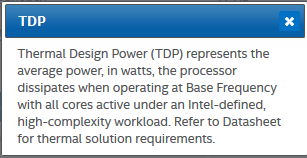 TDP
Thermal Design Power (TDP) represents the
average power, in watts, the processor
dissipates when operating at Base Frequency
with all cores active under an Intel-defined,
high-complexity workload. Refer to Datasheet
for thermal solution requirements.